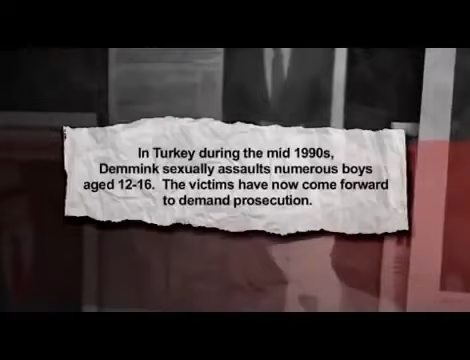 In Turkey during the mid 1990s,
Demmink sexually assaults numerous boys
aged 12-16. The victims have now come forward
to demand prosecution.